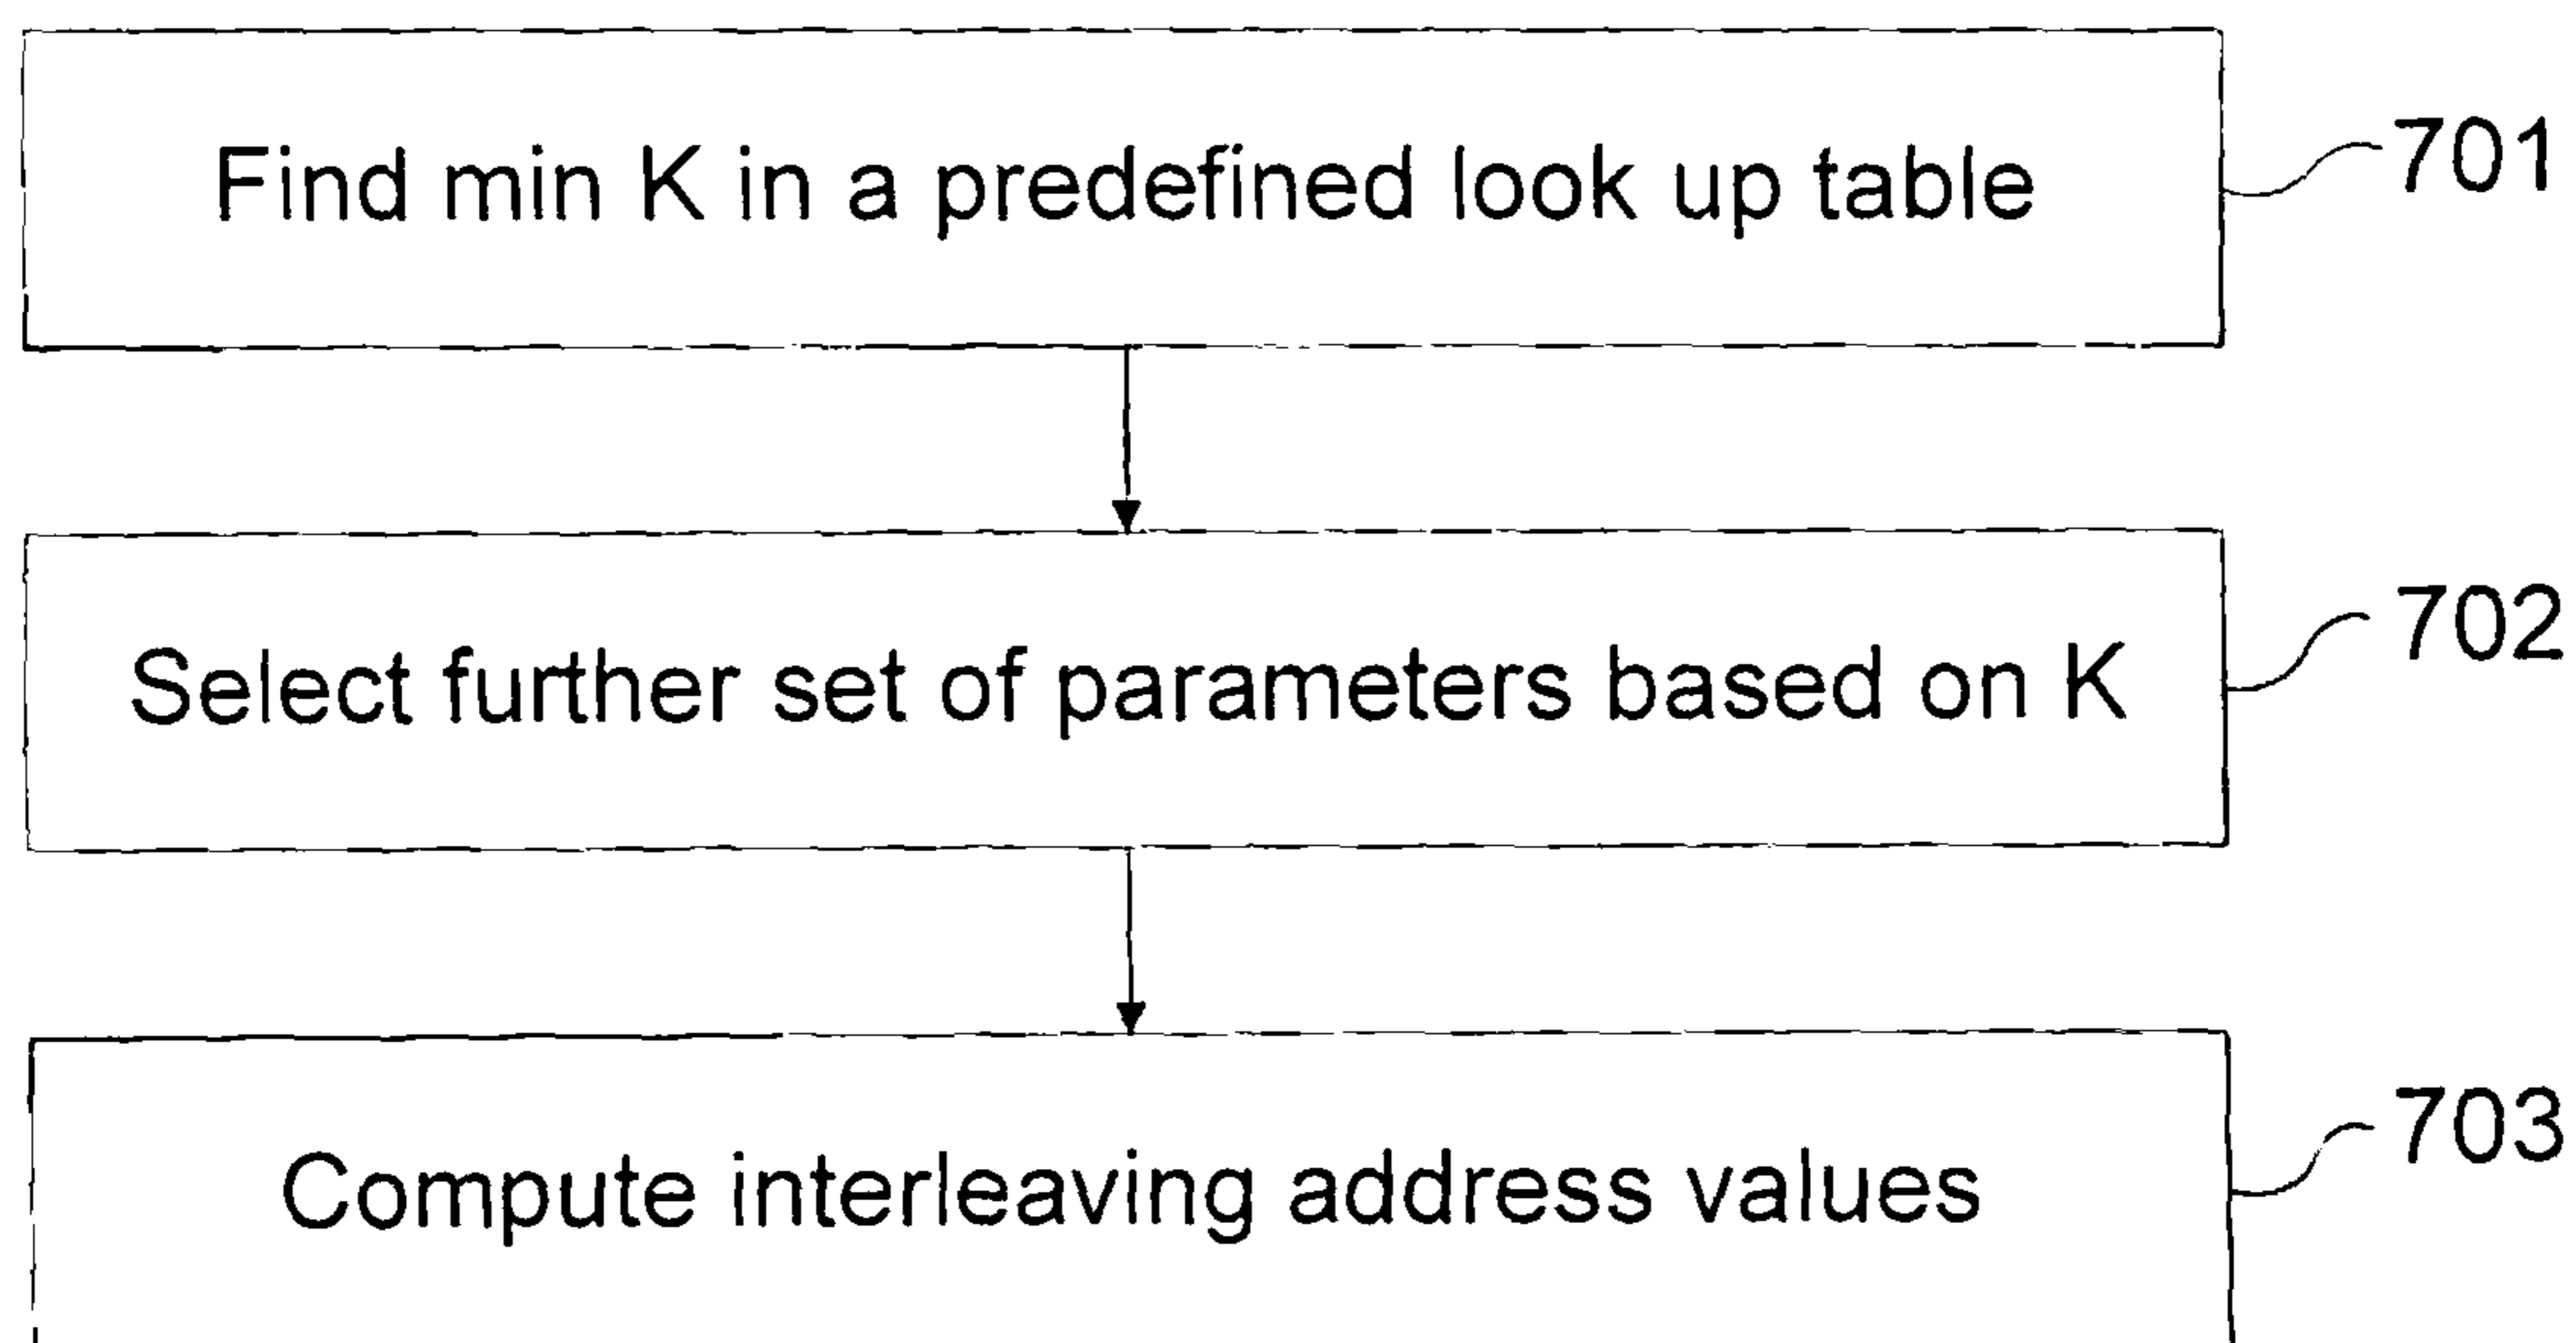 Find min K in a predefined look up table
701
Select further set of parameters based on K
702
Compute interleaving address values
703